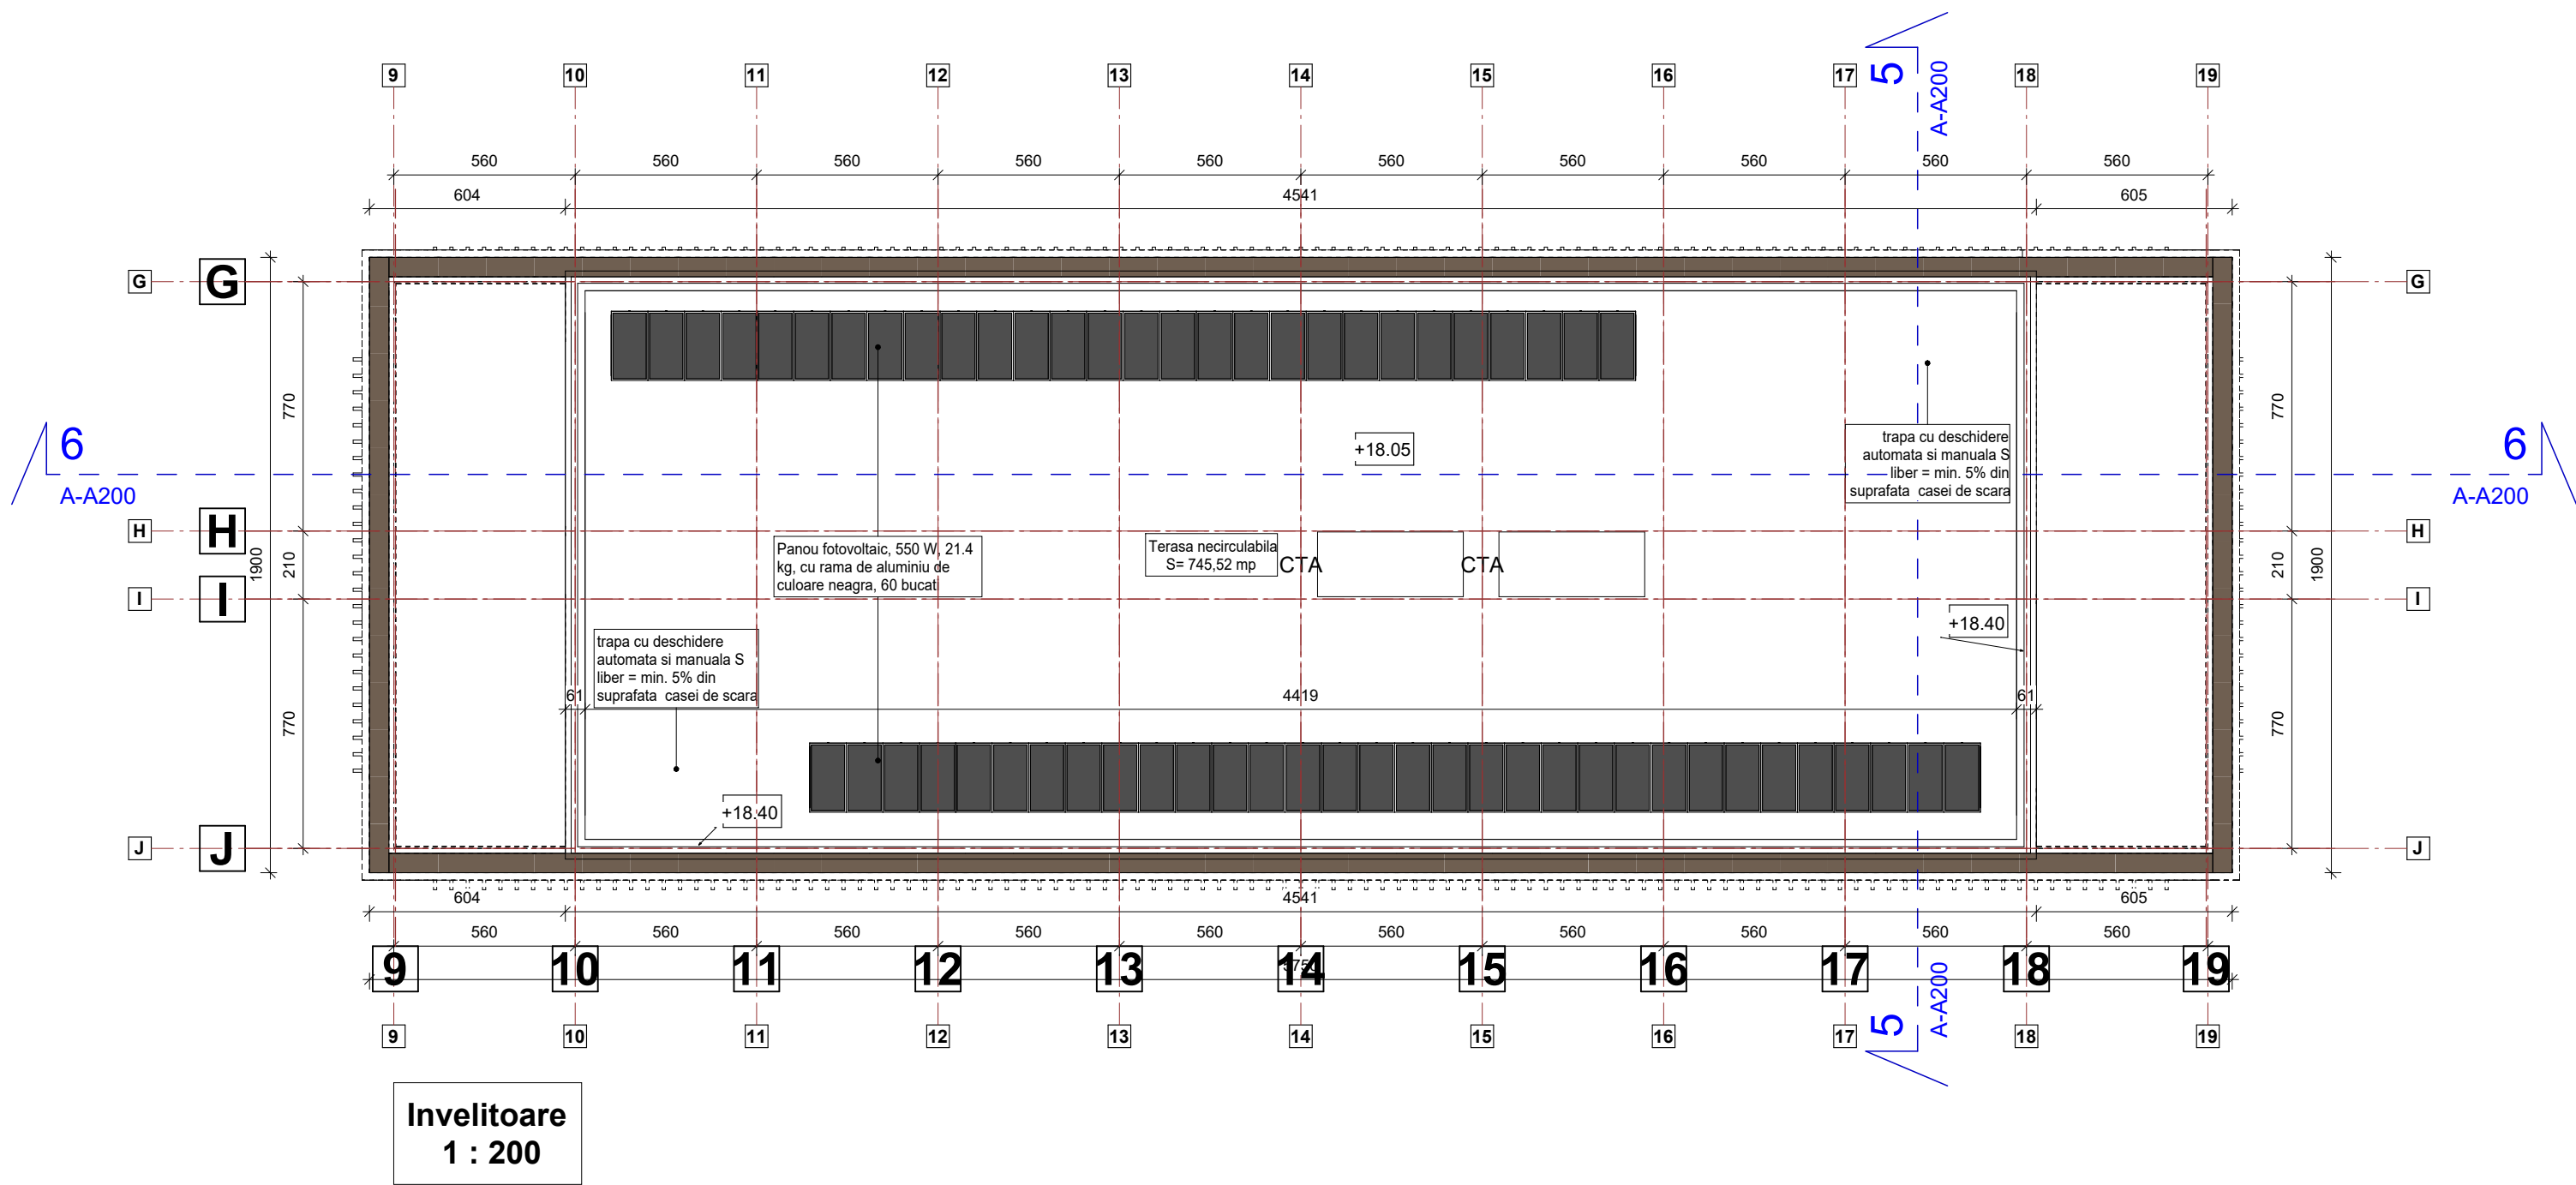 5
A-A200
9 10 11 12 13 14 15 16 17 18 19
560 560 560 560 560 560 560 560 560 560
604 4541 605
G G G
770 770
6
A-A200
6
A-A200
+18.05
trapa cu deschidere
automata si manuala S
liber = min. 5% din
suprafata casei de scara
H H H
1900 210 210 1900
Panou fotovoltaic, 550 W, 21.4
kg, cu rama de aluminiu de
culoare neagra, 60 bucati
Terasa necirculabila
S= 745,52 mp
CTA CTA
I I I
+18.40
trapa cu deschidere
automata si manuala S
liber = min. 5% din
suprafata casei de scara
61 4419 61
770 770
+18.40
J J J
604 4541 605
560 560 560 560 560 560 560 560 560 560
9 10 11 12 13 14 15 16 17 18 19
5
A-A200
9 10 11 12 13 14 15 16 17 18 19
Invelitoare
1 : 200